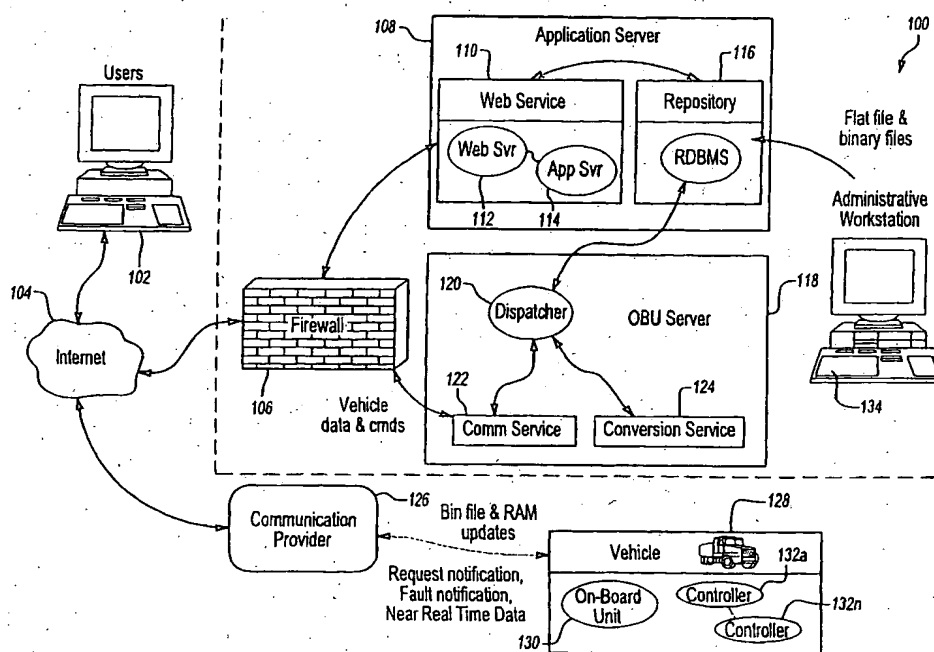 100
108
Application Server
110
116
Users
Web Service
Repository
Flat file &
binary files
Web Svr
App Svr
RDBMS
112
114
Administrative
Workstation
102
104
Internet
Firewall
106
Vehicle
data & cmds
118
120
Dispatcher
OBU Server
122
Comm Service
124
Conversion Service
134
126
Communication
Provider
Bin file & RAM
updates
Request notification,
Fault notification,
Near Real Time Data
128
Vehicle
132a
On-Board
Unit
130
Controller
132n
Controller